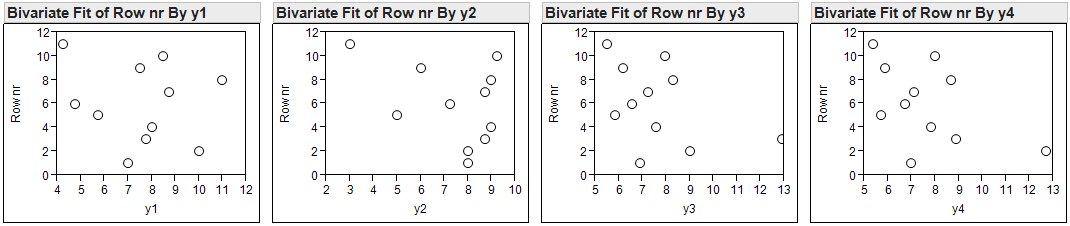 Bivariate Fit of Row nr By y1
12
10
8
6
4
2
0
Row nr
4 5 6 7 8 9 10 11 12
y1
Bivariate Fit of Row nr By y2
12
10
8
6
4
2
0
Row nr
2 3 4 5 6 7 8 9 10
y2
Bivariate Fit of Row nr By y3
12
10
8
6
4
2
0
Row nr
5 6 7 8 9 10 11 12 13
y3
Bivariate Fit of Row nr By y4
12
10
8
6
4
2
0
Row nr
5 6 7 8 9 10 11 12 13
y4